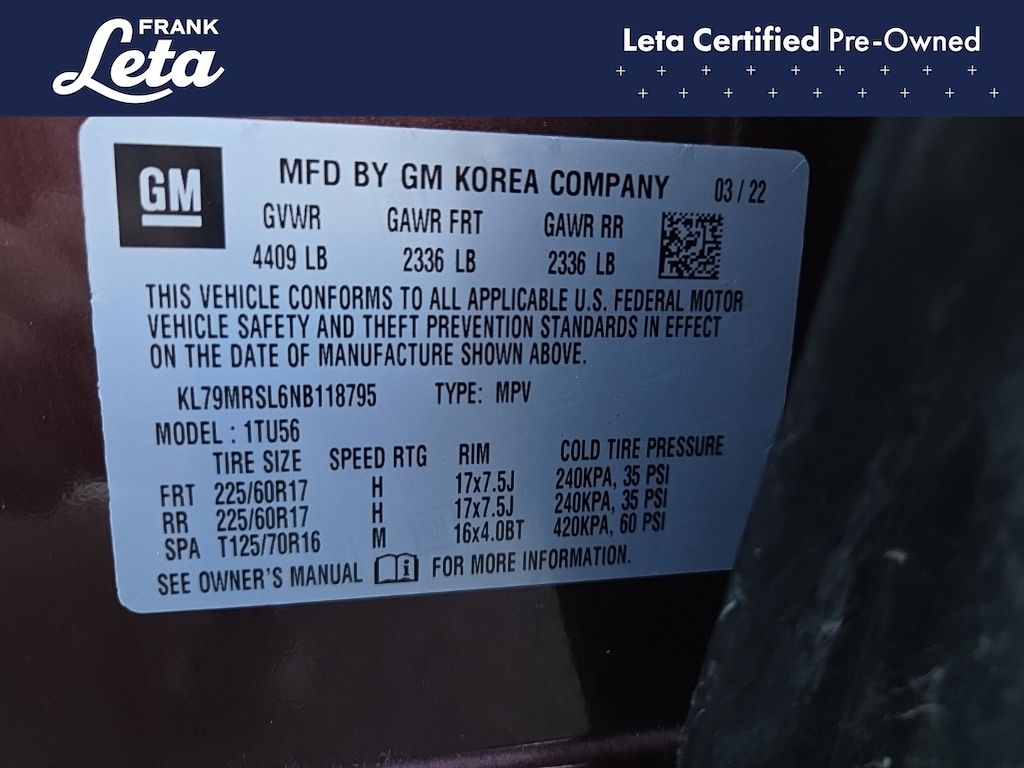 FRANK
Leta
Leta Certified Pre-Owned
GM
MFD BY GM KOREA COMPANY 03 / 22
GVWR GAWR FRT GAWR RR
4409 LB 2336 LB 2336 LB
THIS VEHICLE CONFORMS TO ALL APPLICABLE U.S. FEDERAL MOTOR
VEHICLE SAFETY AND THEFT PREVENTION STANDARDS IN EFFECT
ON THE DATE OF MANUFACTURE SHOWN ABOVE.
KL79MRSL6NB118795 TYPE: MPV
MODEL : 1TU56
TIRE SIZE SPEED RTG RIM COLD TIRE PRESSURE
FRT 225/60R17 H 17x7.5J 240KPA, 35 PSI
RR 225/60R17 H 17x7.5J 240KPA, 35 PSI
SPA T125/70R16 M 16x4.0BT 420KPA, 60 PSI
SEE OWNER'S MANUAL FOR MORE INFORMATION.